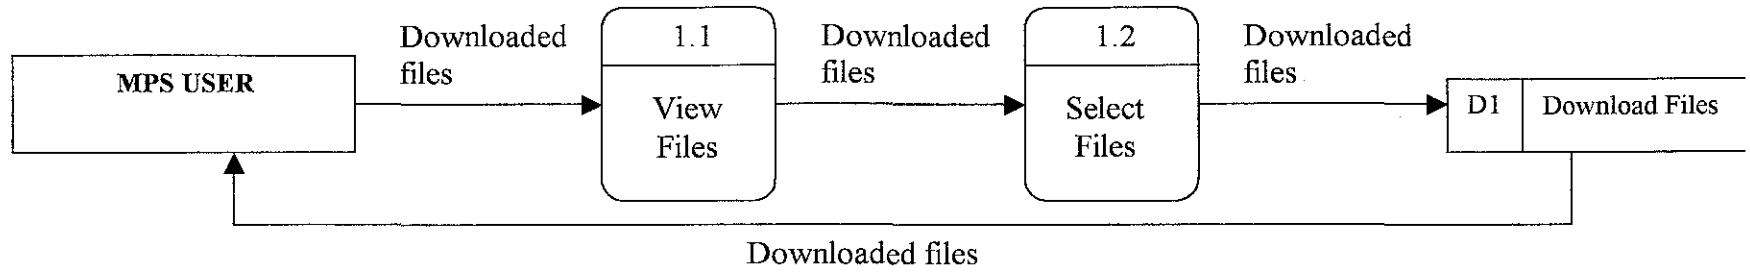 MPS USER
Downloaded
files
1.1
View
Files
Downloaded
files
1.2
Select
Files
Downloaded
files
D1
Download Files
Downloaded files